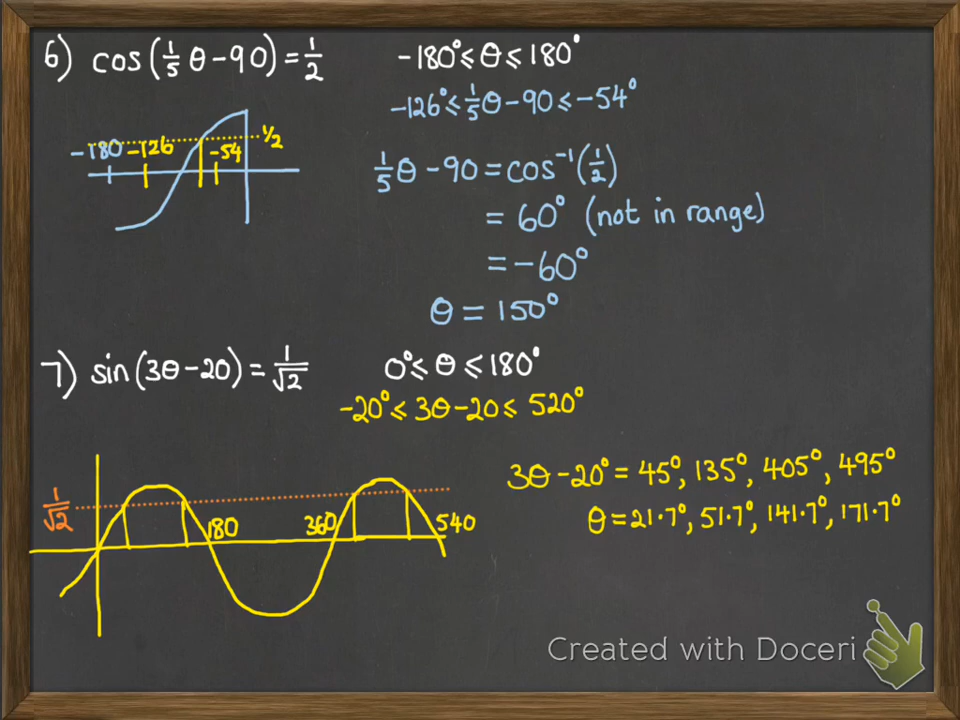 6) cos(1/5 θ - 90) = 1/2    -180° ≤ θ ≤ 180°
-126° ≤ 1/5 θ - 90 ≤ -54°
-180 -126 -54 1/2
1/5 θ - 90 = cos⁻¹(1/2)
= 60° (not in range)
= -60°
θ = 150°
7) sin(3θ - 20) = 1/√2    0° ≤ θ ≤ 180°
-20° ≤ 3θ - 20 ≤ 520°
1/√2 180 360 540
3θ - 20° = 45°, 135°, 405°, 495°
θ = 21·7°, 51·7°, 141·7°, 171·7°
Created with Doceri